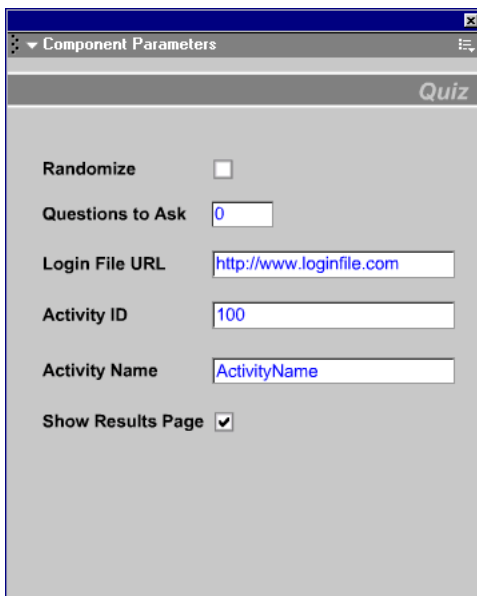 Component Parameters
Quiz
Randomize
Questions to Ask 0
Login File URL http://www.loginfile.com
Activity ID 100
Activity Name ActivityName
Show Results Page